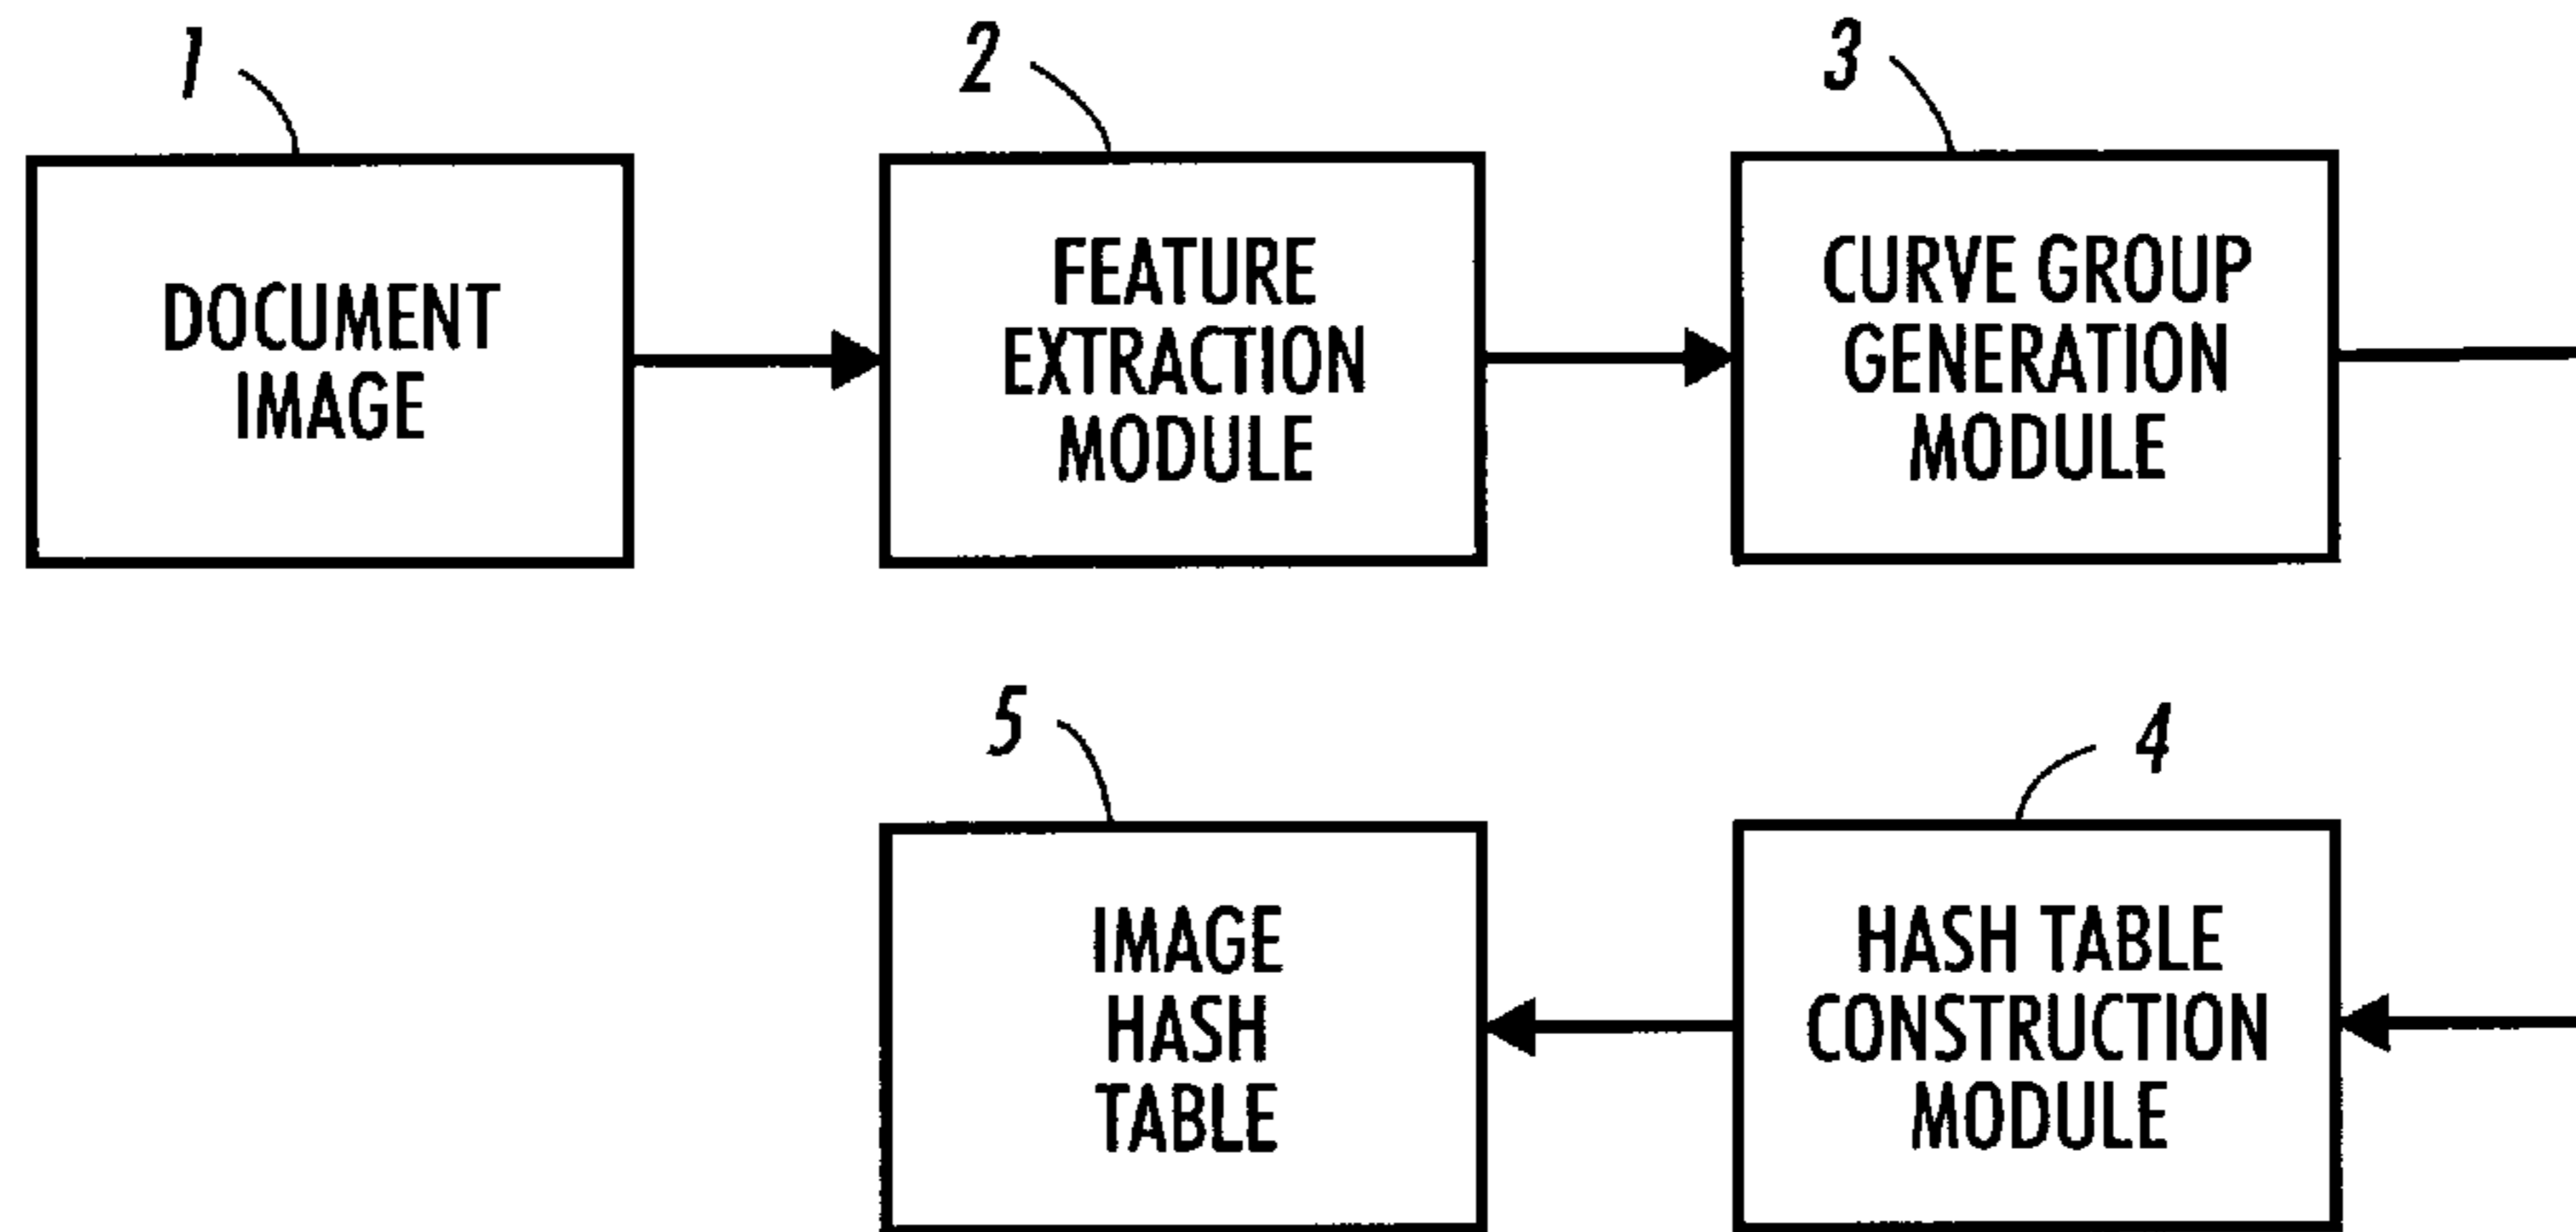 1
DOCUMENT
IMAGE
2
FEATURE
EXTRACTION
MODULE
3
CURVE GROUP
GENERATION
MODULE
4
HASH TABLE
CONSTRUCTION
MODULE
5
IMAGE
HASH
TABLE